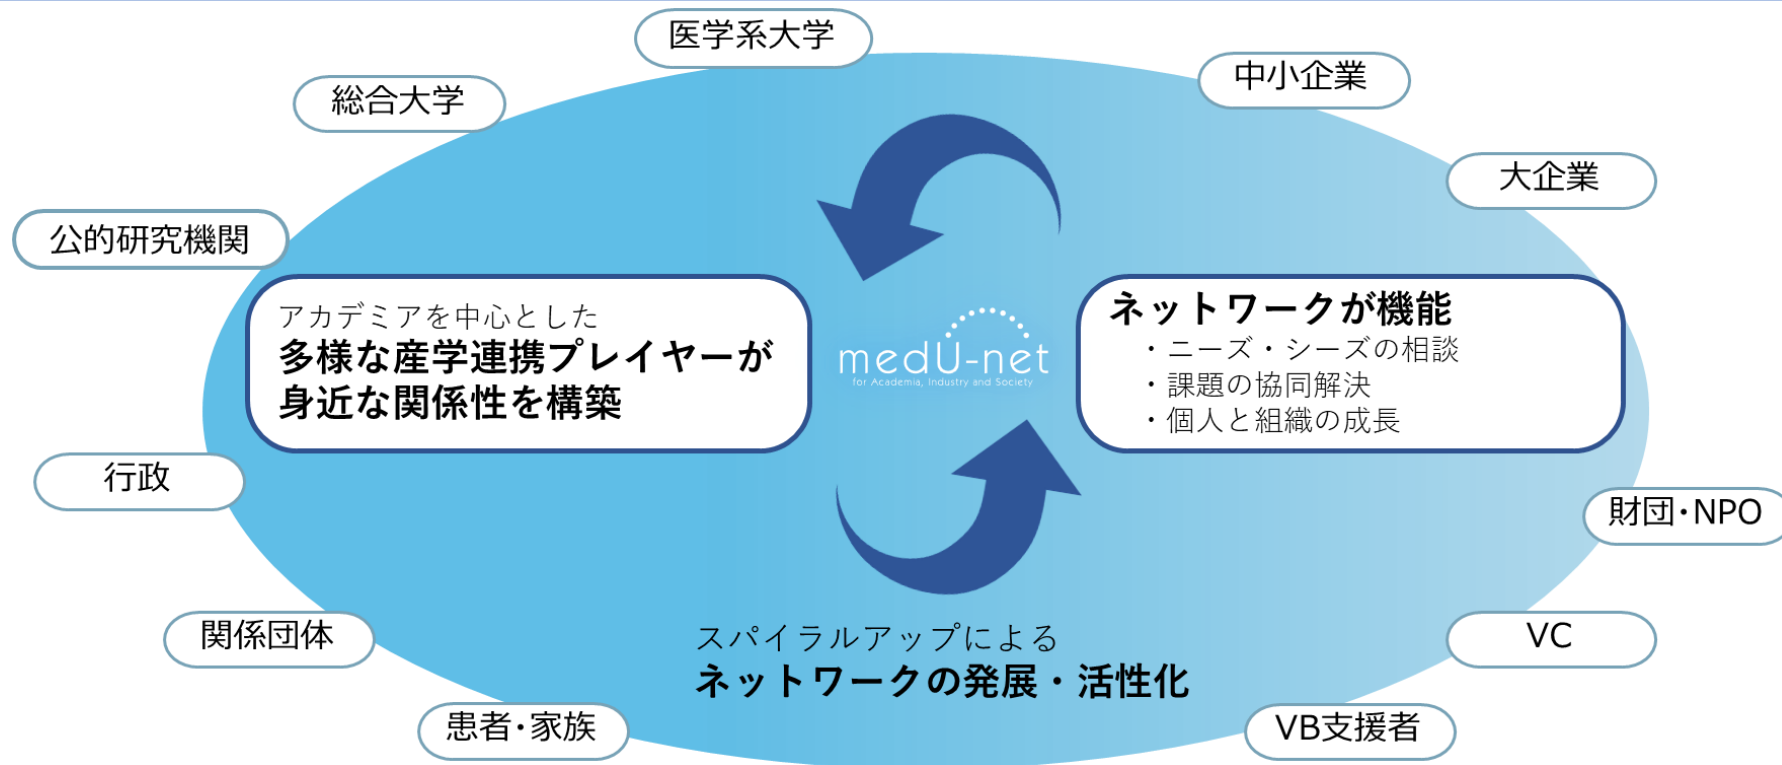 医学系大学
中小企業
総合大学
大企業
公的研究機関
アカデミアを中心とした
多様な産学連携プレイヤーが
身近な関係性を構築
medU-net
for Academia, Industry and Society
ネットワークが機能
・ニーズ・シーズの相談
・課題の協同解決
・個人と組織の成長
行政
財団・NPO
関係団体
VC
スパイラルアップによる
ネットワークの発展・活性化
患者・家族
VB支援者